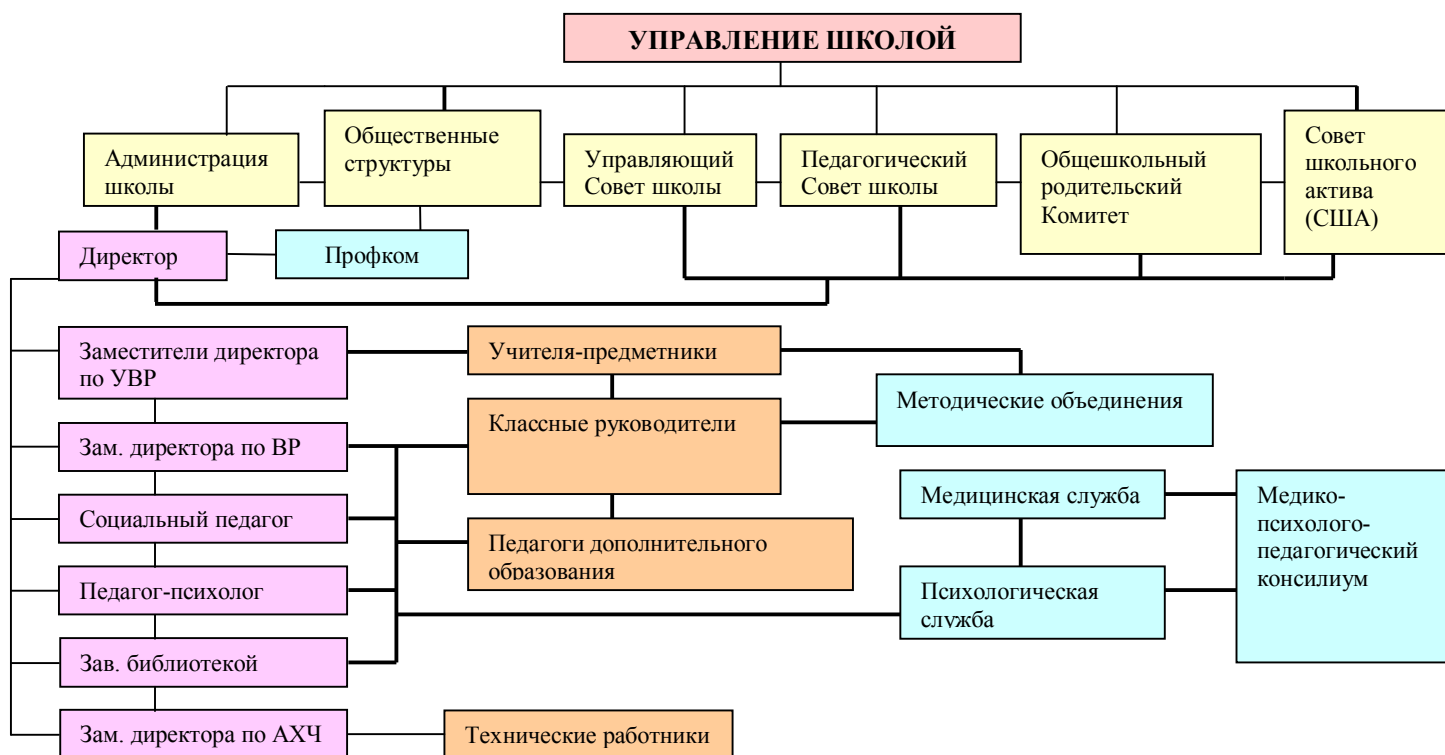 УПРАВЛЕНИЕ ШКОЛОЙ
Администрация
школы
Общественные
структуры
Управляющий
Совет школы
Педагогический
Совет школы
Общешкольный
родительский
Комитет
Совет
школьного
актива
(США)
Директор
Профком
Заместители директора
по УВР
Учителя-предметники
Методические объединения
Классные руководители
Зам. директора по ВР
Медицинская служба
Медико-
психолого-
педагогический
консилиум
Социальный педагог
Педагоги дополнительного
образования
Педагог-психолог
Психологическая
служба
Зав. библиотекой
Зам. директора по АХЧ
Технические работники